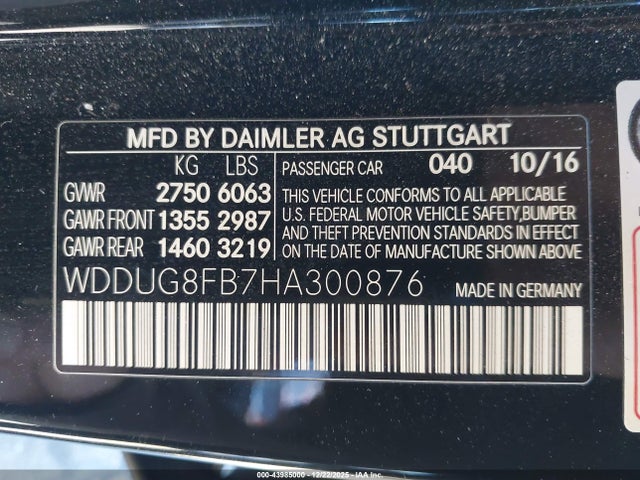 MFD BY DAIMLER AG STUTTGART
KG LBS PASSENGER CAR 040 10/16
GVWR 2750 6063 THIS VEHICLE CONFORMS TO ALL APPLICABLE
GAWR FRONT 1355 2987 U.S. FEDERAL MOTOR VEHICLE SAFETY,BUMPER
AND THEFT PREVENTION STANDARDS IN EFFECT
GAWR REAR 1460 3219 ON THE DATE OF MANUFACTURE SHOWN ABOVE
WDDUG8FB7HA300876 MADE IN GERMANY
000-43985000 - 12/22/2025 - IAA Inc.